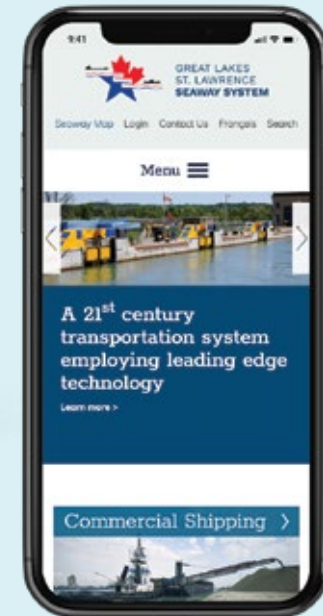 9:41
GREAT LAKES
ST. LAWRENCE
SEAWAY SYSTEM
Seaway Map Login Contact Us Français Search
Menu
A 21st century
transportation system
employing leading edge
technology
Learn more >
Commercial Shipping >